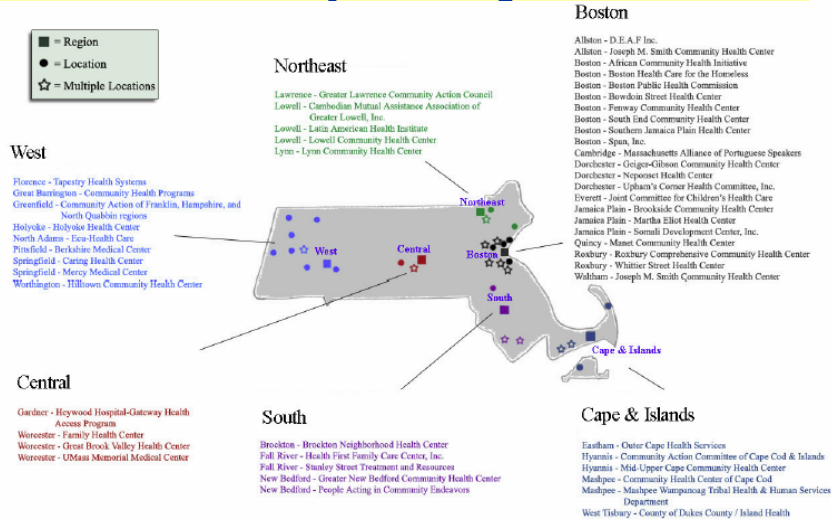 Boston
= Region
= Location
= Multiple Locations
Allston - D.E.A.F Inc.
Allston - Joseph M. Smith Community Health Center
Boston - African Community Health Initiative
Boston - Boston Health Care for the Homeless
Boston - Boston Public Health Commission
Boston - Bowdoin Street Health Center
Boston - Fenway Community Health Center
Boston - South End Community Health Center
Boston - Southern Jamaica Plain Health Center
Boston - Span, Inc.
Cambridge - Massachusetts Alliance of Portuguese Speakers
Dorchester - Geiger-Gibson Community Health Center
Dorchester - Neponset Health Center
Dorchester - Upham's Corner Health Committee, Inc.
Everett - Joint Committee for Children's Health Care
Jamaica Plain - Brookside Community Health Center
Jamaica Plain - Martha Eliot Health Center
Jamaica Plain - Somali Development Center, Inc.
Quincy - Manet Community Health Center
Roxbury - Roxbury Comprehensive Community Health Center
Roxbury - Whittier Street Health Center
Waltham - Joseph M. Smith Community Health Center
Northeast
Lawrence - Greater Lawrence Community Action Council
Lowell - Cambodian Mutual Assistance Association of
Greater Lowell, Inc.
Lowell - Latin American Health Institute
Lowell - Lowell Community Health Center
Lynn - Lynn Community Health Center
West
Florence - Tapestry Health Systems
Great Barrington - Community Health Programs
Greenfield - Community Action of Franklin, Hampshire, and
North Quabbin regions
Holyoke - Holyoke Health Center
North Adams - Ecu-Health Care
Pittsfield - Berkshire Medical Center
Springfield - Caring Health Center
Springfield - Mercy Medical Center
Worthington - Hilltown Community Health Center
Northeast
West
Central
Boston
South
Cape & Islands
Central
Gardner - Heywood Hospital-Gateway Health
Access Program
Worcester - Family Health Center
Worcester - Great Brook Valley Health Center
Worcester - UMass Memorial Medical Center
South
Brockton - Brockton Neighborhood Health Center
Fall River - Health First Family Care Center, Inc.
Fall River - Stanley Street Treatment and Resources
New Bedford - Greater New Bedford Community Health Center
New Bedford - People Acting in Community Endeavors
Cape & Islands
Eastham - Outer Cape Health Services
Hyannis - Community Action Committee of Cape Cod & Islands
Hyannis - Mid-Upper Cape Community Health Center
Mashpee - Community Health Center of Cape Cod
Mashpee - Mashpee Wampanoag Tribal Health & Human Services
Department
West Tisbury - County of Dukes County / Island Health